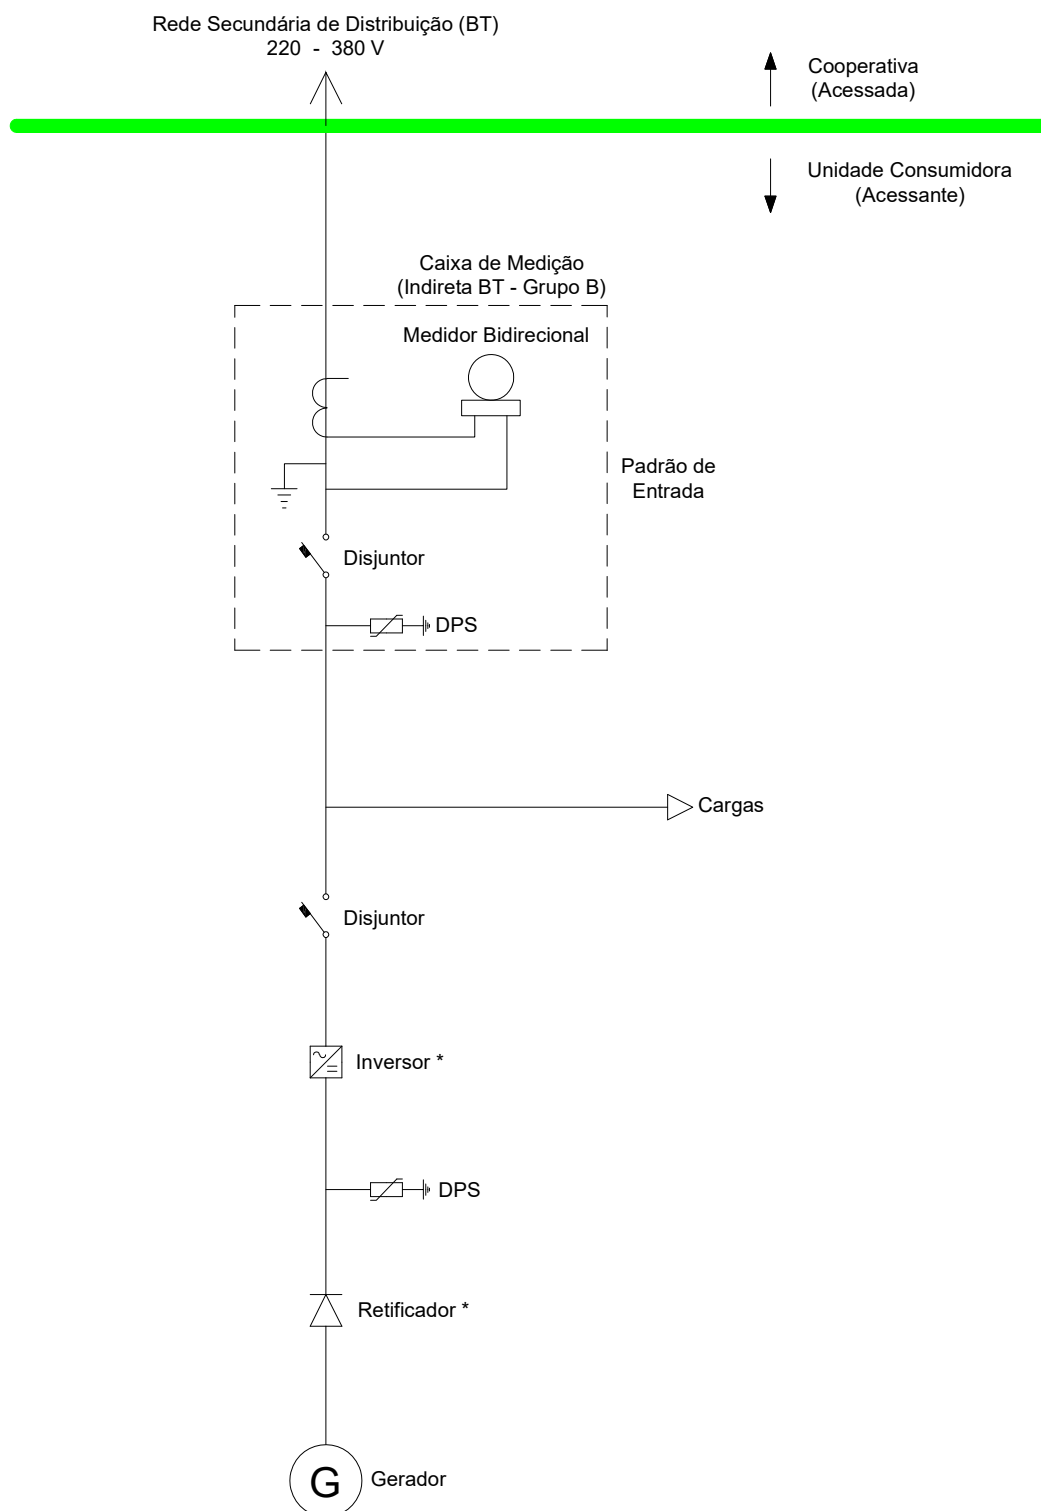 Rede Secundária de Distribuição (BT)
220 - 380 V
Cooperativa
(Acessada)
Unidade Consumidora
(Acessante)
Caixa de Medição
(Indireta BT - Grupo B)
Medidor Bidirecional
Padrão de
Entrada
Disjuntor
DPS
Cargas
Disjuntor
Inversor *
DPS
Retificador *
G
Gerador